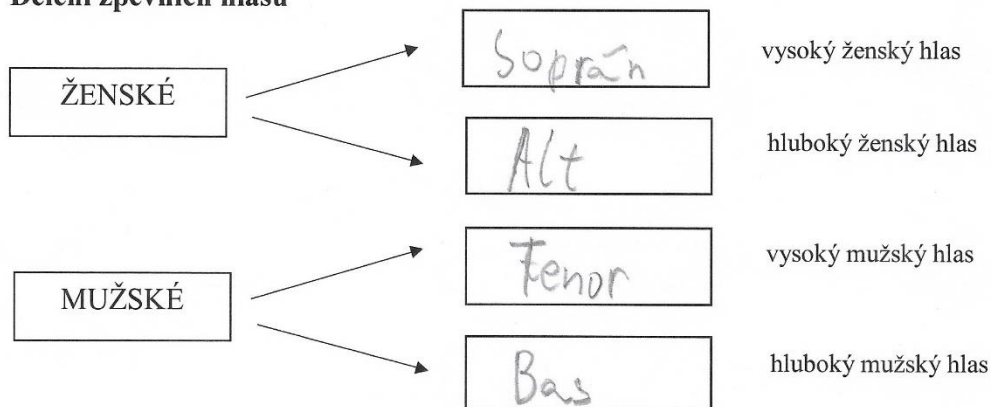 Dělení zpěvních hlasů
Soprán vysoký ženský hlas
ŽENSKÉ
Alt hluboký ženský hlas
Tenor vysoký mužský hlas
MUŽSKÉ
Bas hluboký mužský hlas